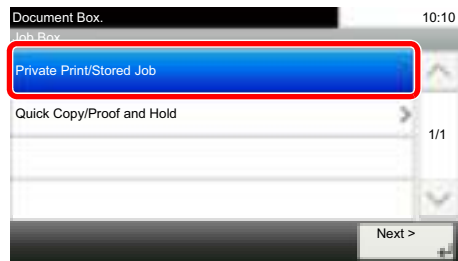 Document Box.
10:10
Job Box
Private Print/Stored Job
Quick Copy/Proof and Hold
1/1
Next >